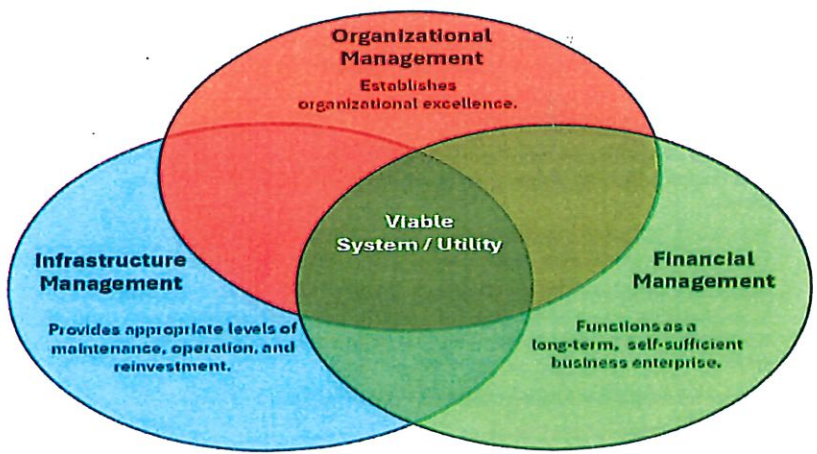 Organizational
Management
Establishes
organizational excellence.
Viable
System / Utility
Infrastructure
Management
Provides appropriate levels of
maintenance, operation, and
reinvestment.
Financial
Management
Functions as a
long-term, self-sufficient
business enterprise.